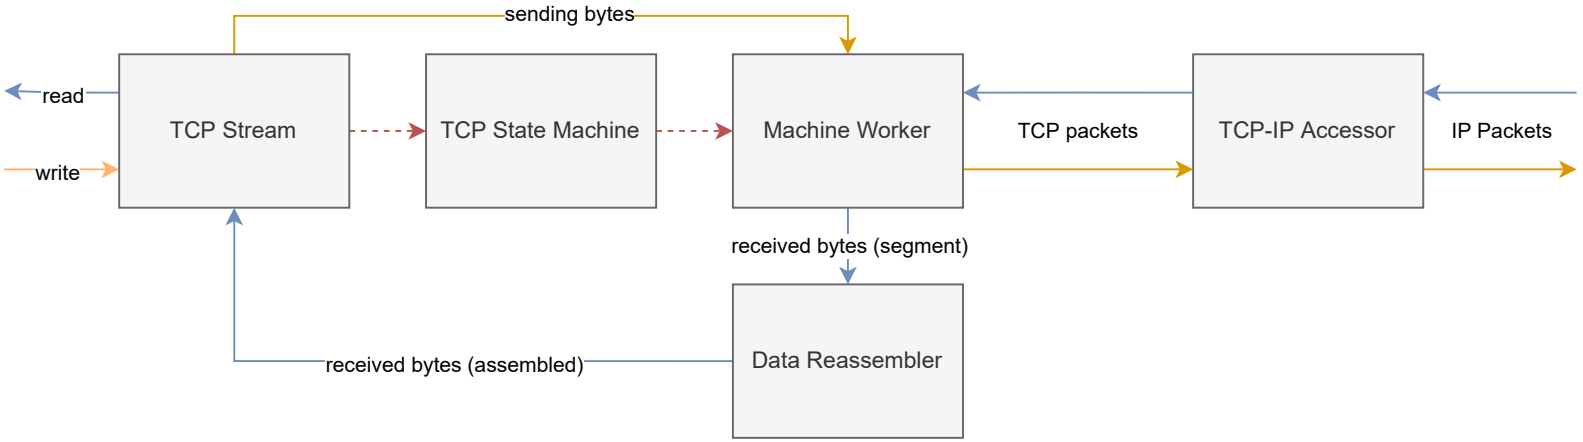 sending bytes
read
write
TCP Stream
TCP State Machine
Machine Worker
TCP packets
TCP-IP Accessor
IP Packets
received bytes (segment)
received bytes (assembled)
Data Reassembler